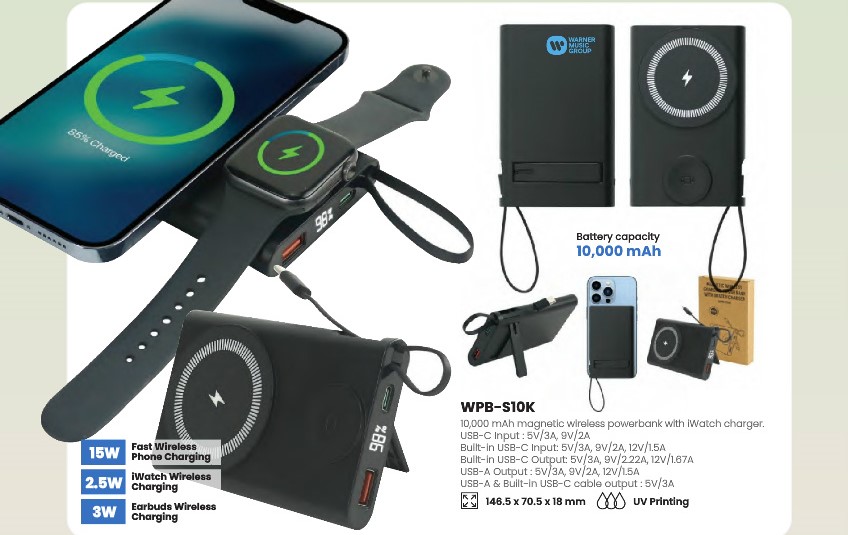 85% Charged
98%
WARNER
MUSIC
GROUP
Battery capacity
10,000 mAh
98%
15W
Fast Wireless
Phone Charging
2.5W
iWatch Wireless
Charging
3W
Earbuds Wireless
Charging
WPB-S10K
10,000 mAh magnetic wireless powerbank with iWatch charger.
USB-C Input : 5V/3A, 9V/2A
Built-in USB-C Input: 5V/3A, 9V/2A, 12V/1.5A
Built-in USB-C Output: 5V/3A, 9V/2.22A, 12V/1.67A
USB-A Output : 5V/3A, 9V/2A, 12V/1.5A
USB-A & Built-in USB-C cable output : 5V/3A
146.5 x 70.5 x 18 mm UV Printing